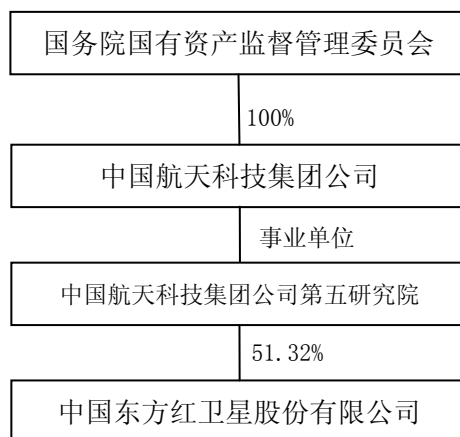 国务院国有资产监督管理委员会
100%
中国航天科技集团公司
事业单位
中国航天科技集团公司第五研究院
51.32%
中国东方红卫星股份有限公司